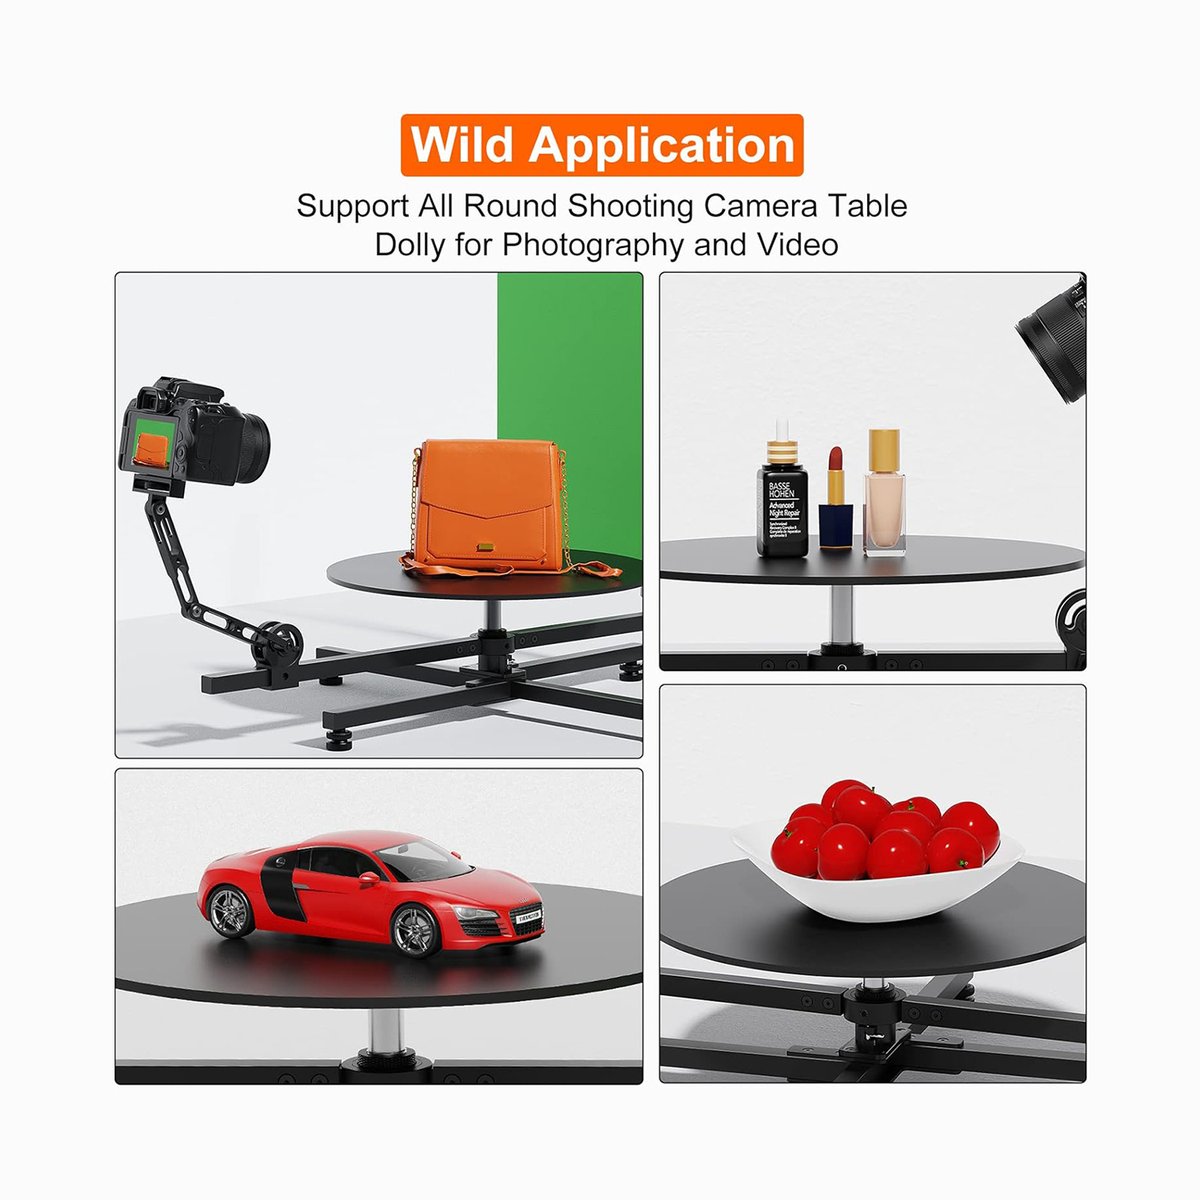 Wild Application
Support All Round Shooting Camera Table
Dolly for Photography and Video
BASSE
HOHEN
Advanced
Night Repair